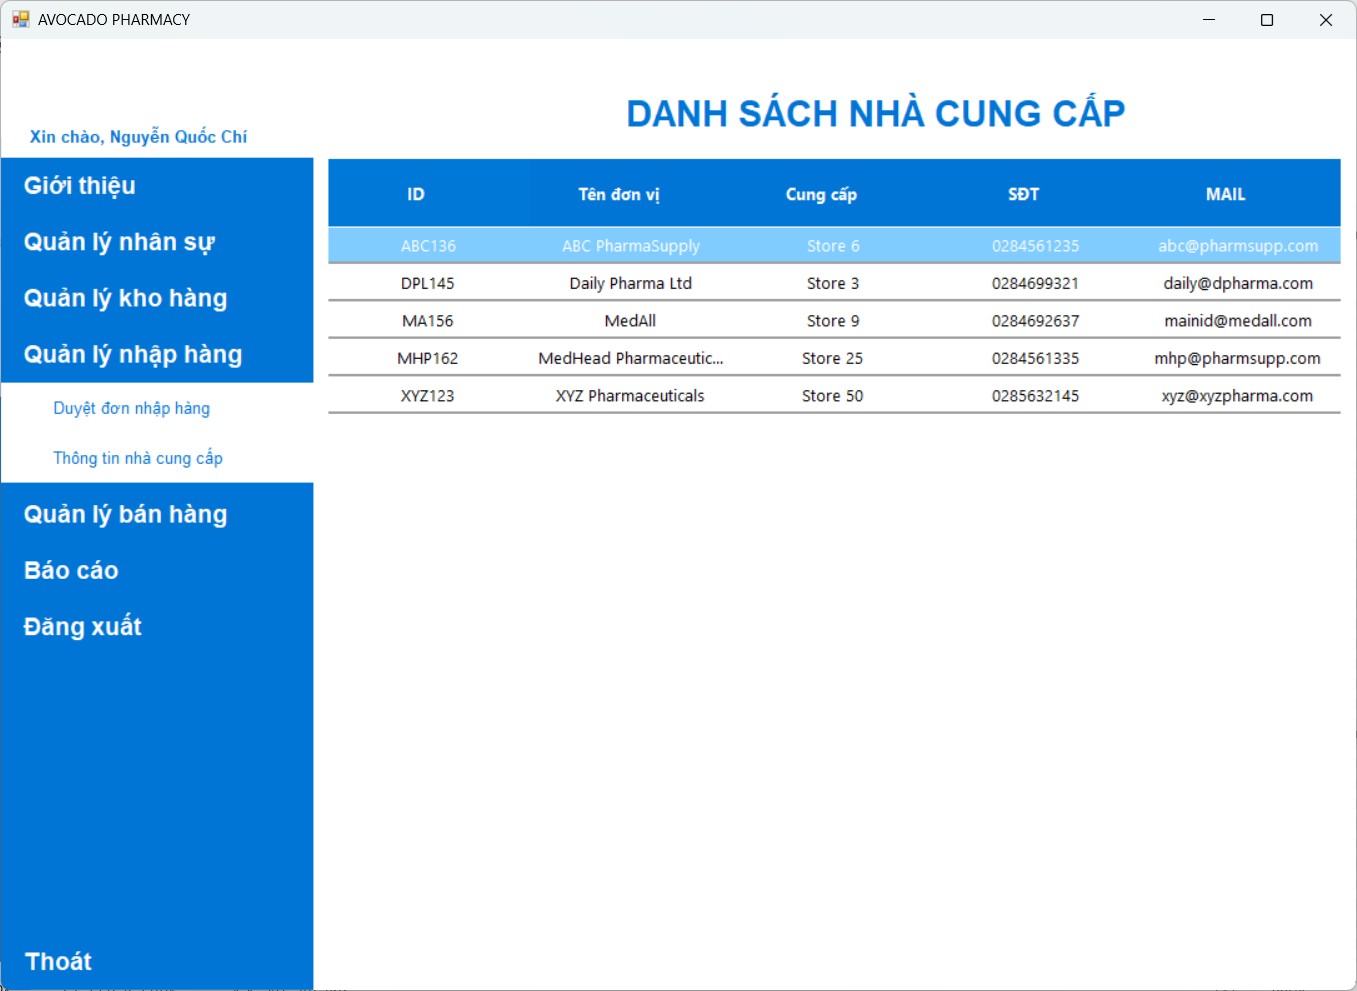 AVOCADO PHARMACY
DANH SÁCH NHÀ CUNG CẤP
Xin chào, Nguyễn Quốc Chí
Giới thiệu
Quản lý nhân sự
Quản lý kho hàng
Quản lý nhập hàng
Duyệt đơn nhập hàng
Thông tin nhà cung cấp
Quản lý bán hàng
Báo cáo
Đăng xuất
Thoát
ID Tên đơn vị Cung cấp SĐT MAIL
ABC136 ABC PharmaSupply Store 6 0284561235 abc@pharmsupp.com
DPL145 Daily Pharma Ltd Store 3 0284699321 daily@dpharma.com
MA156 MedAll Store 9 0284692637 mainid@medall.com
MHP162 MedHead Pharmaceutic... Store 25 0284561335 mhp@pharmsupp.com
XYZ123 XYZ Pharmaceuticals Store 50 0285632145 xyz@xyzpharma.com